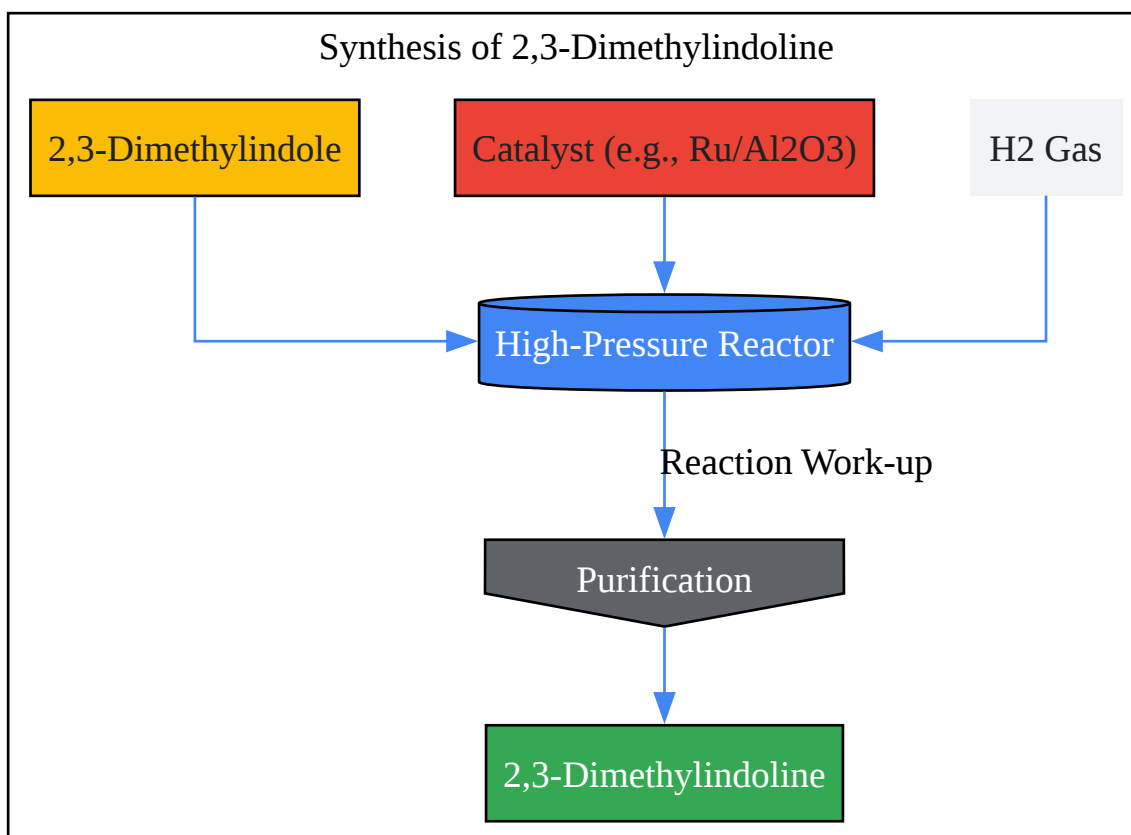 Synthesis of 2,3-Dimethylindoline
2,3-Dimethylindole
Catalyst (e.g., Ru/Al2O3)
H2 Gas
High-Pressure Reactor
Reaction Work-up
Purification
2,3-Dimethylindoline